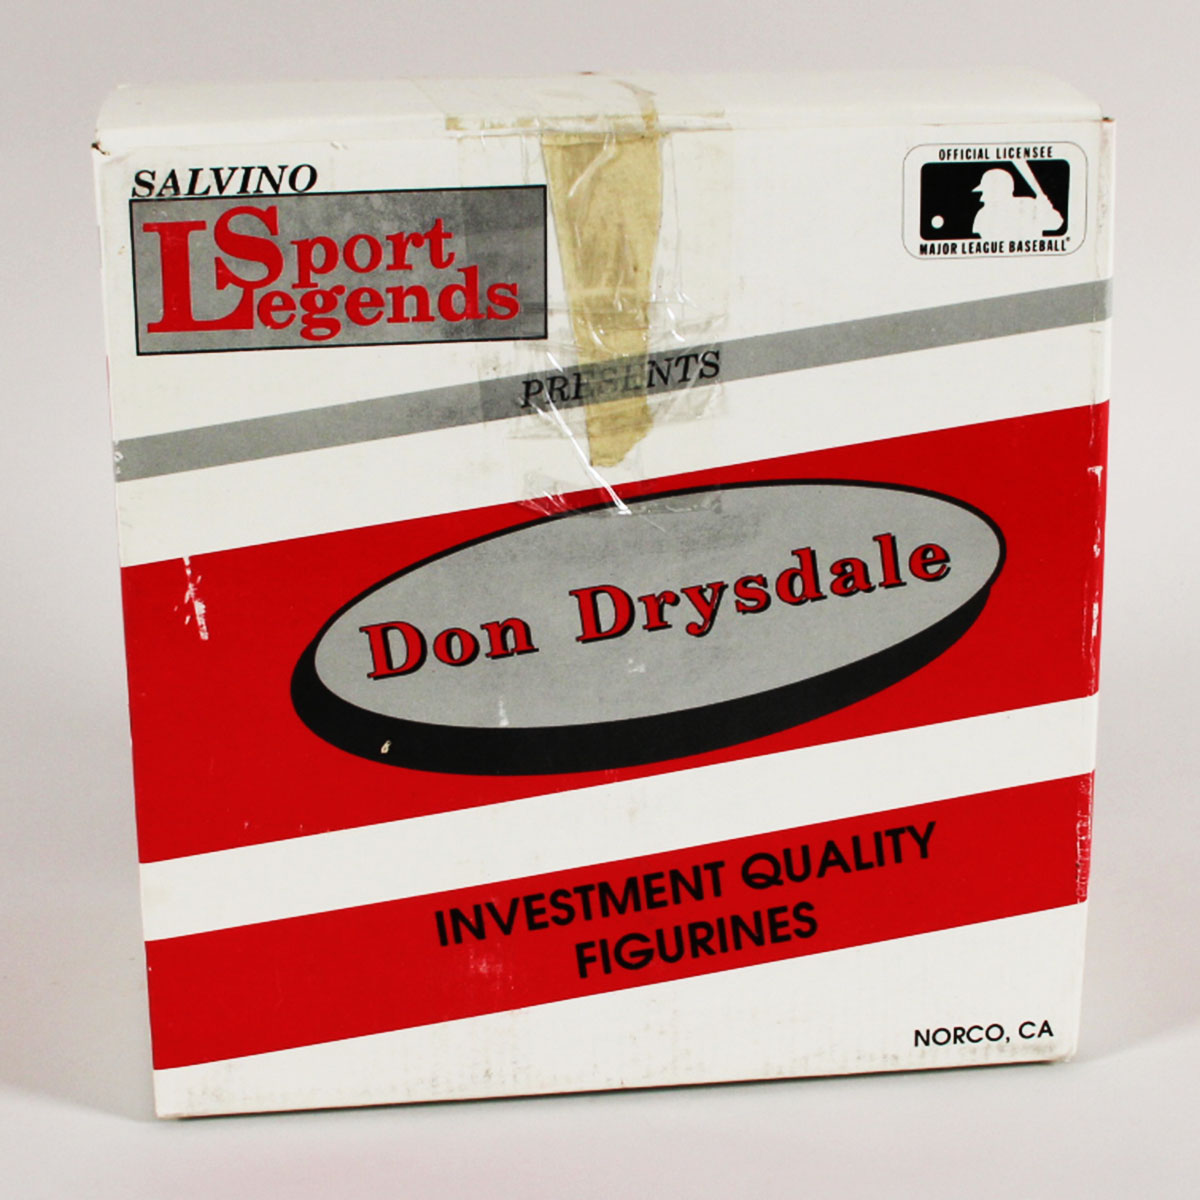 SALVINO
Sport
Legends
OFFICIAL LICENSEE
MAJOR LEAGUE BASEBALL®
PRESENTS
Don Drysdale
INVESTMENT QUALITY
FIGURINES
NORCO, CA